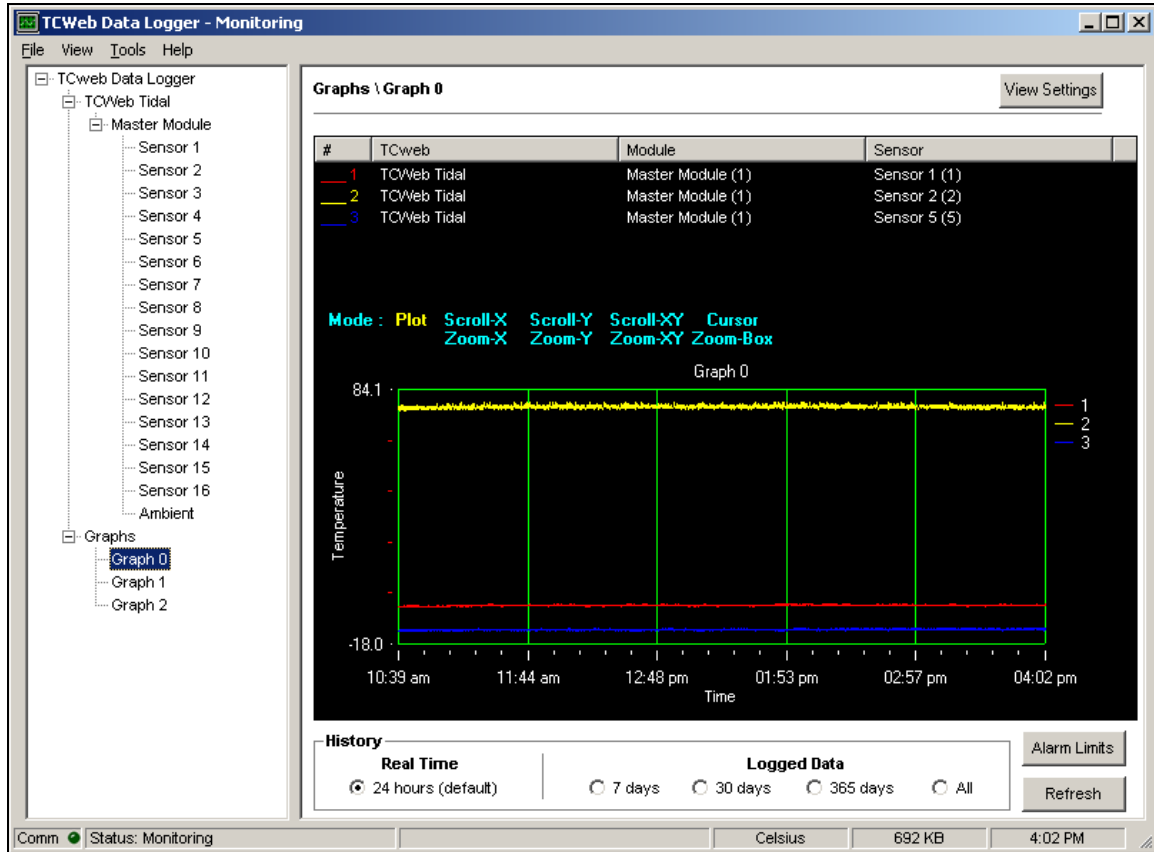 TCWeb Data Logger - Monitoring
File View Tools Help
TCweb Data Logger
TCWeb Tidal
Master Module
Sensor 1
Sensor 2
Sensor 3
Sensor 4
Sensor 5
Sensor 6
Sensor 7
Sensor 8
Sensor 9
Sensor 10
Sensor 11
Sensor 12
Sensor 13
Sensor 14
Sensor 15
Sensor 16
Ambient
Graphs
Graph 0
Graph 1
Graph 2
Graphs \ Graph 0
View Settings
# TCweb Module Sensor
1 TCWeb Tidal Master Module (1) Sensor 1 (1)
2 TCWeb Tidal Master Module (1) Sensor 2 (2)
3 TCWeb Tidal Master Module (1) Sensor 5 (5)
Mode : Plot Scroll-X Scroll-Y Scroll-XY Cursor
Zoom-X Zoom-Y Zoom-XY Zoom-Box
Graph 0
84.1
1
2
3
Temperature
-18.0
10:39 am 11:44 am 12:48 pm 01:53 pm 02:57 pm 04:02 pm
Time
History
Real Time Logged Data
24 hours (default) 7 days 30 days 365 days All
Alarm Limits
Refresh
Comm Status: Monitoring Celsius 692 KB 4:02 PM